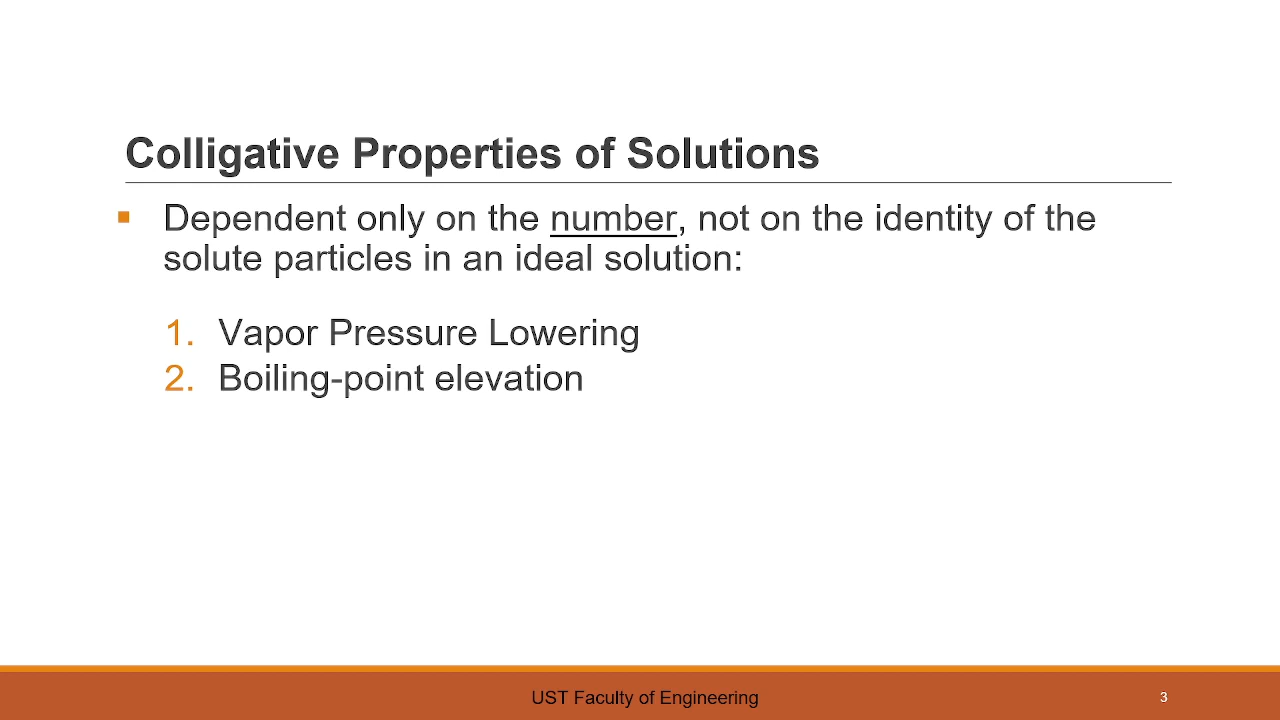 Colligative Properties of Solutions
▪ Dependent only on the number, not on the identity of the
solute particles in an ideal solution:
1. Vapor Pressure Lowering
2. Boiling-point elevation
UST Faculty of Engineering
3